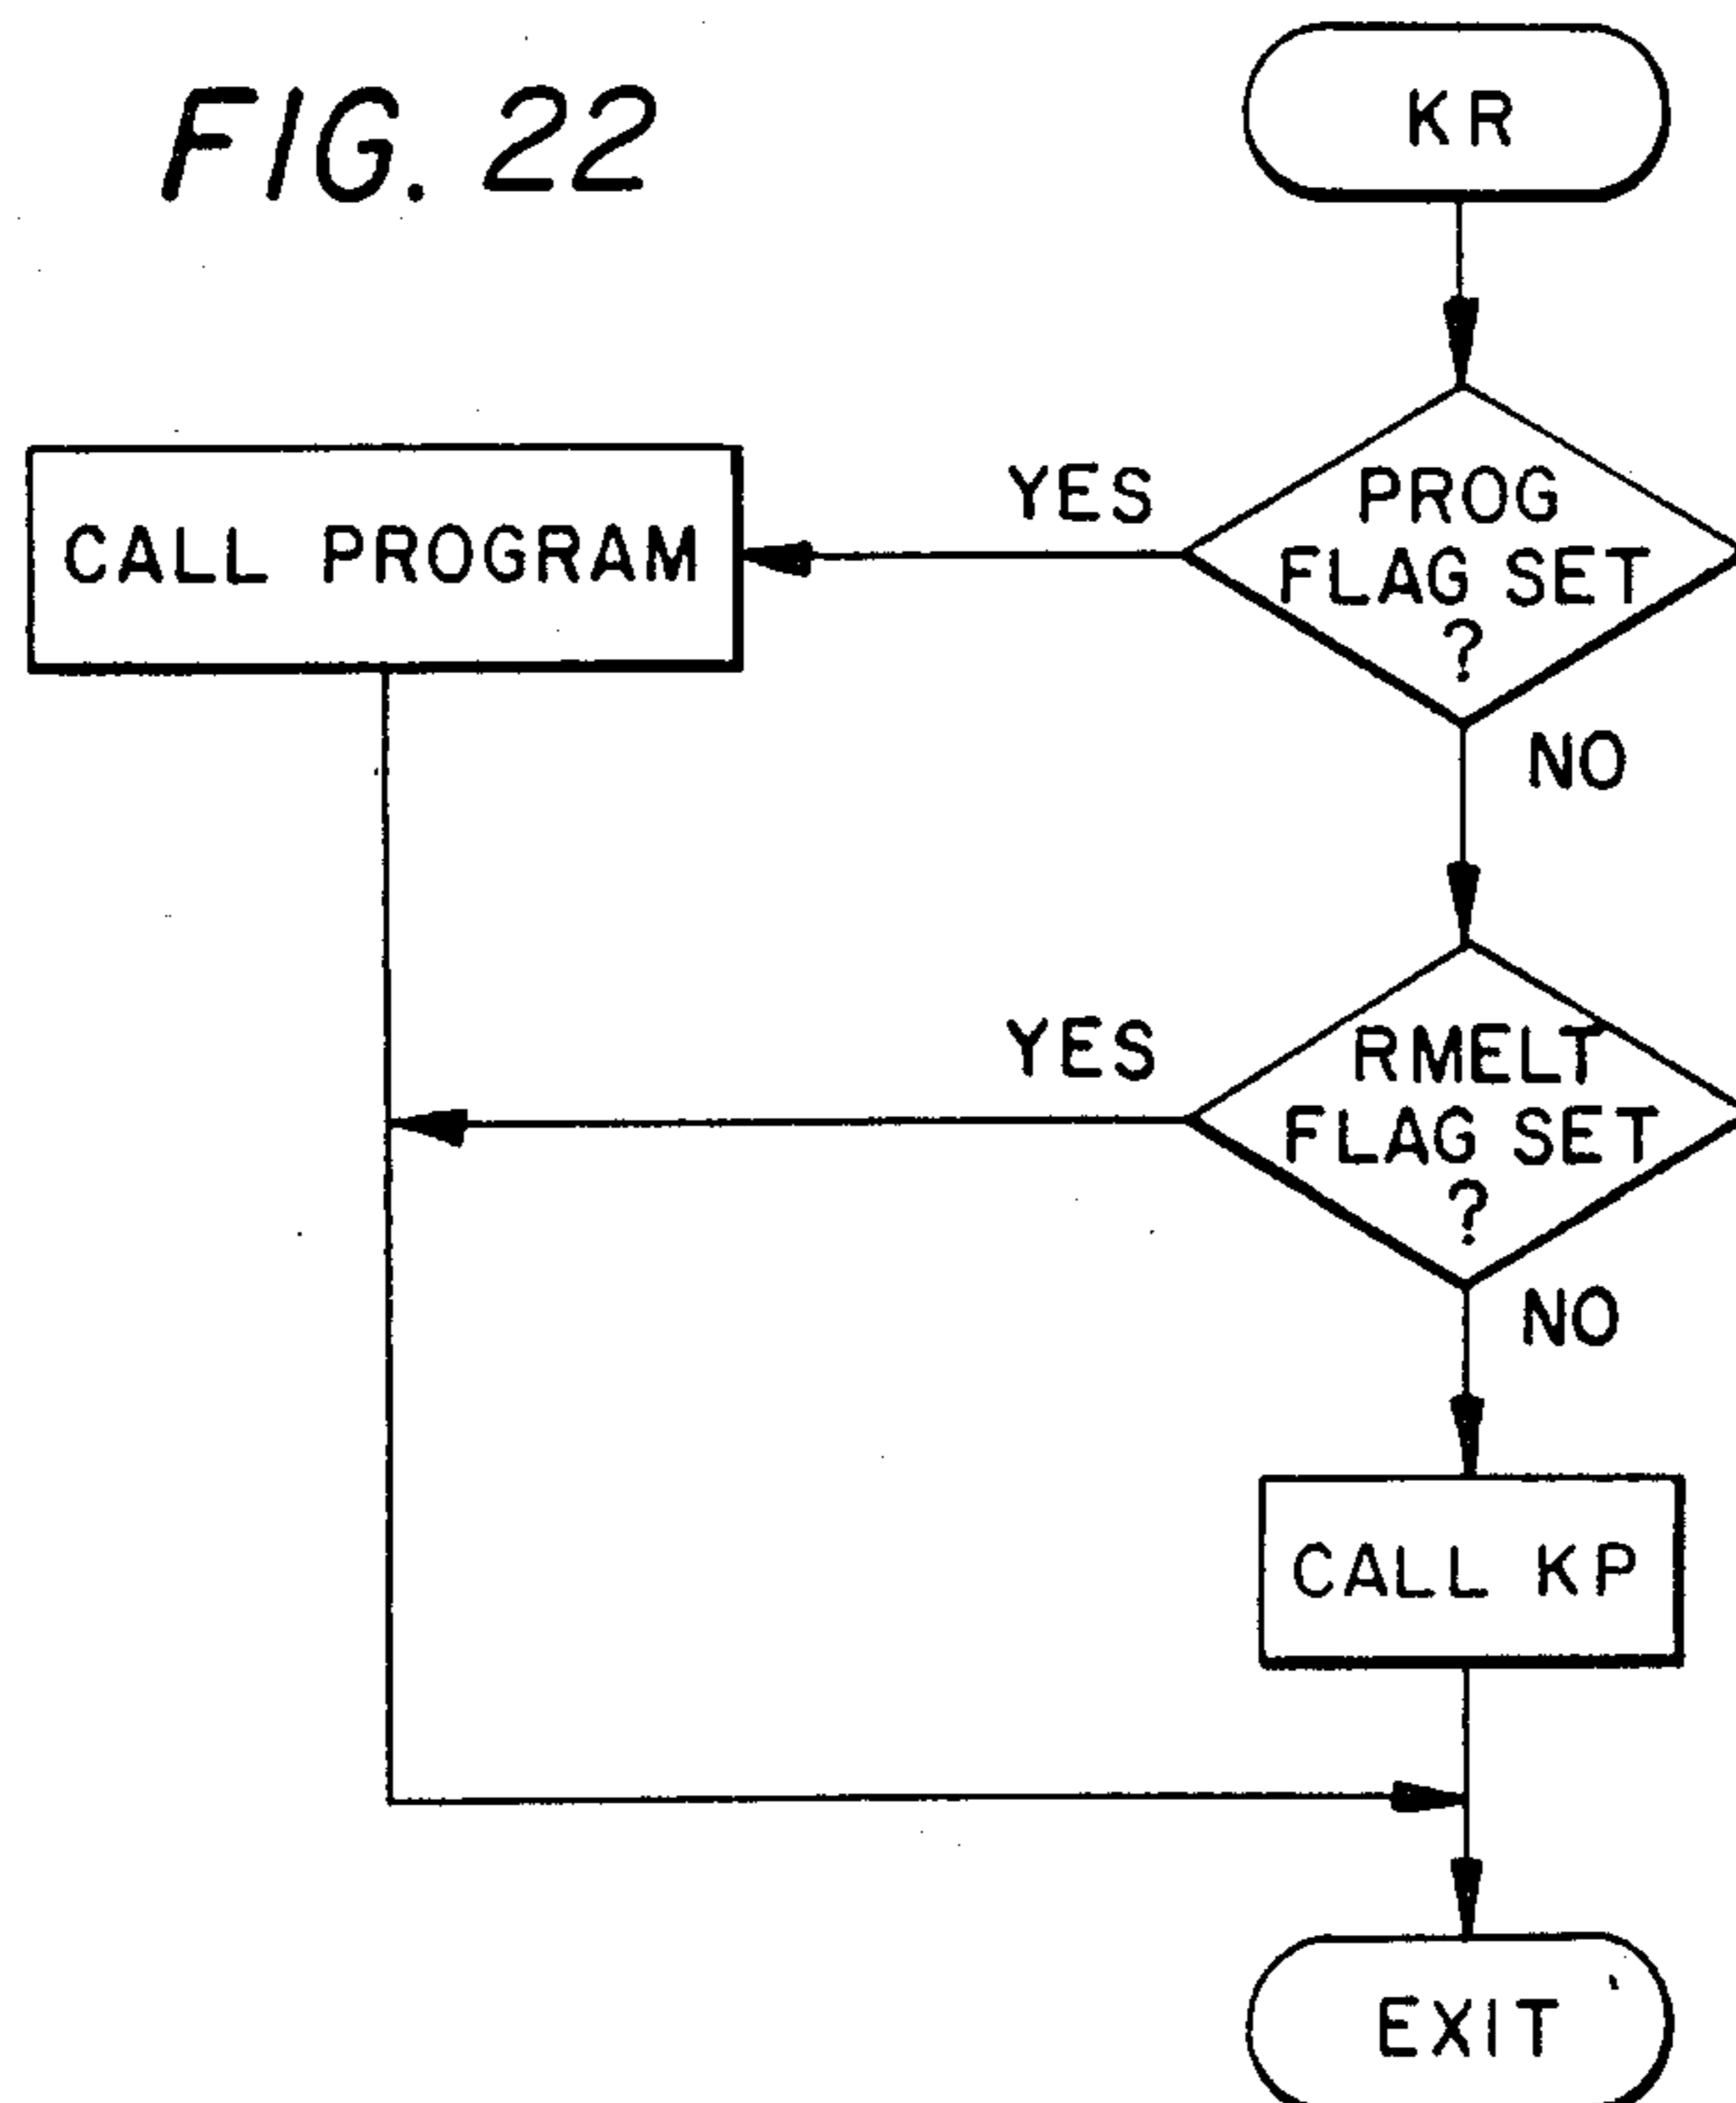 FIG. 22
KR
PROG
FLAG SET
?
YES
CALL PROGRAM
NO
RMELT
FLAG SET
?
YES
NO
CALL KP
EXIT